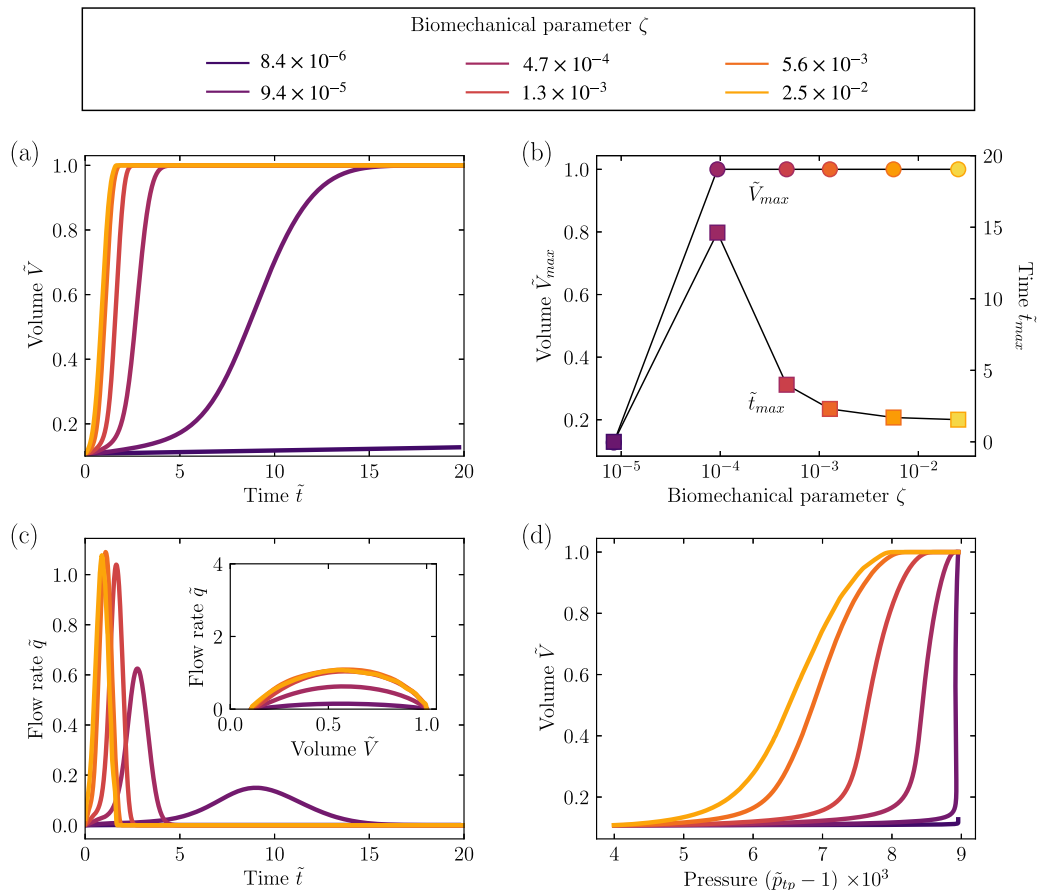 Biomechanical parameter ζ
8.4 × 10⁻⁶
4.7 × 10⁻⁴
5.6 × 10⁻³
9.4 × 10⁻⁵
1.3 × 10⁻³
2.5 × 10⁻²
(a)
1.0
0.8
0.6
0.4
0.2
Volume Ṽ
0
5
10
15
20
Time t̃
(b)
1.0
0.8
0.6
0.4
0.2
Volume Ṽₘₐₓ
Ṽₘₐₓ
t̃ₘₐₓ
20
15
10
5
0
Time t̃ₘₐₓ
10⁻⁵
10⁻⁴
10⁻³
10⁻²
Biomechanical parameter ζ
(c)
1.0
0.8
0.6
0.4
0.2
0.0
Flow rate q̃
0
5
10
15
20
Time t̃
4
2
0
Flow rate q̃
0.0
0.5
1.0
Volume Ṽ
(d)
1.0
0.8
0.6
0.4
0.2
Volume Ṽ
4
5
6
7
8
9
Pressure (p̃ₜₚ − 1) ×10³